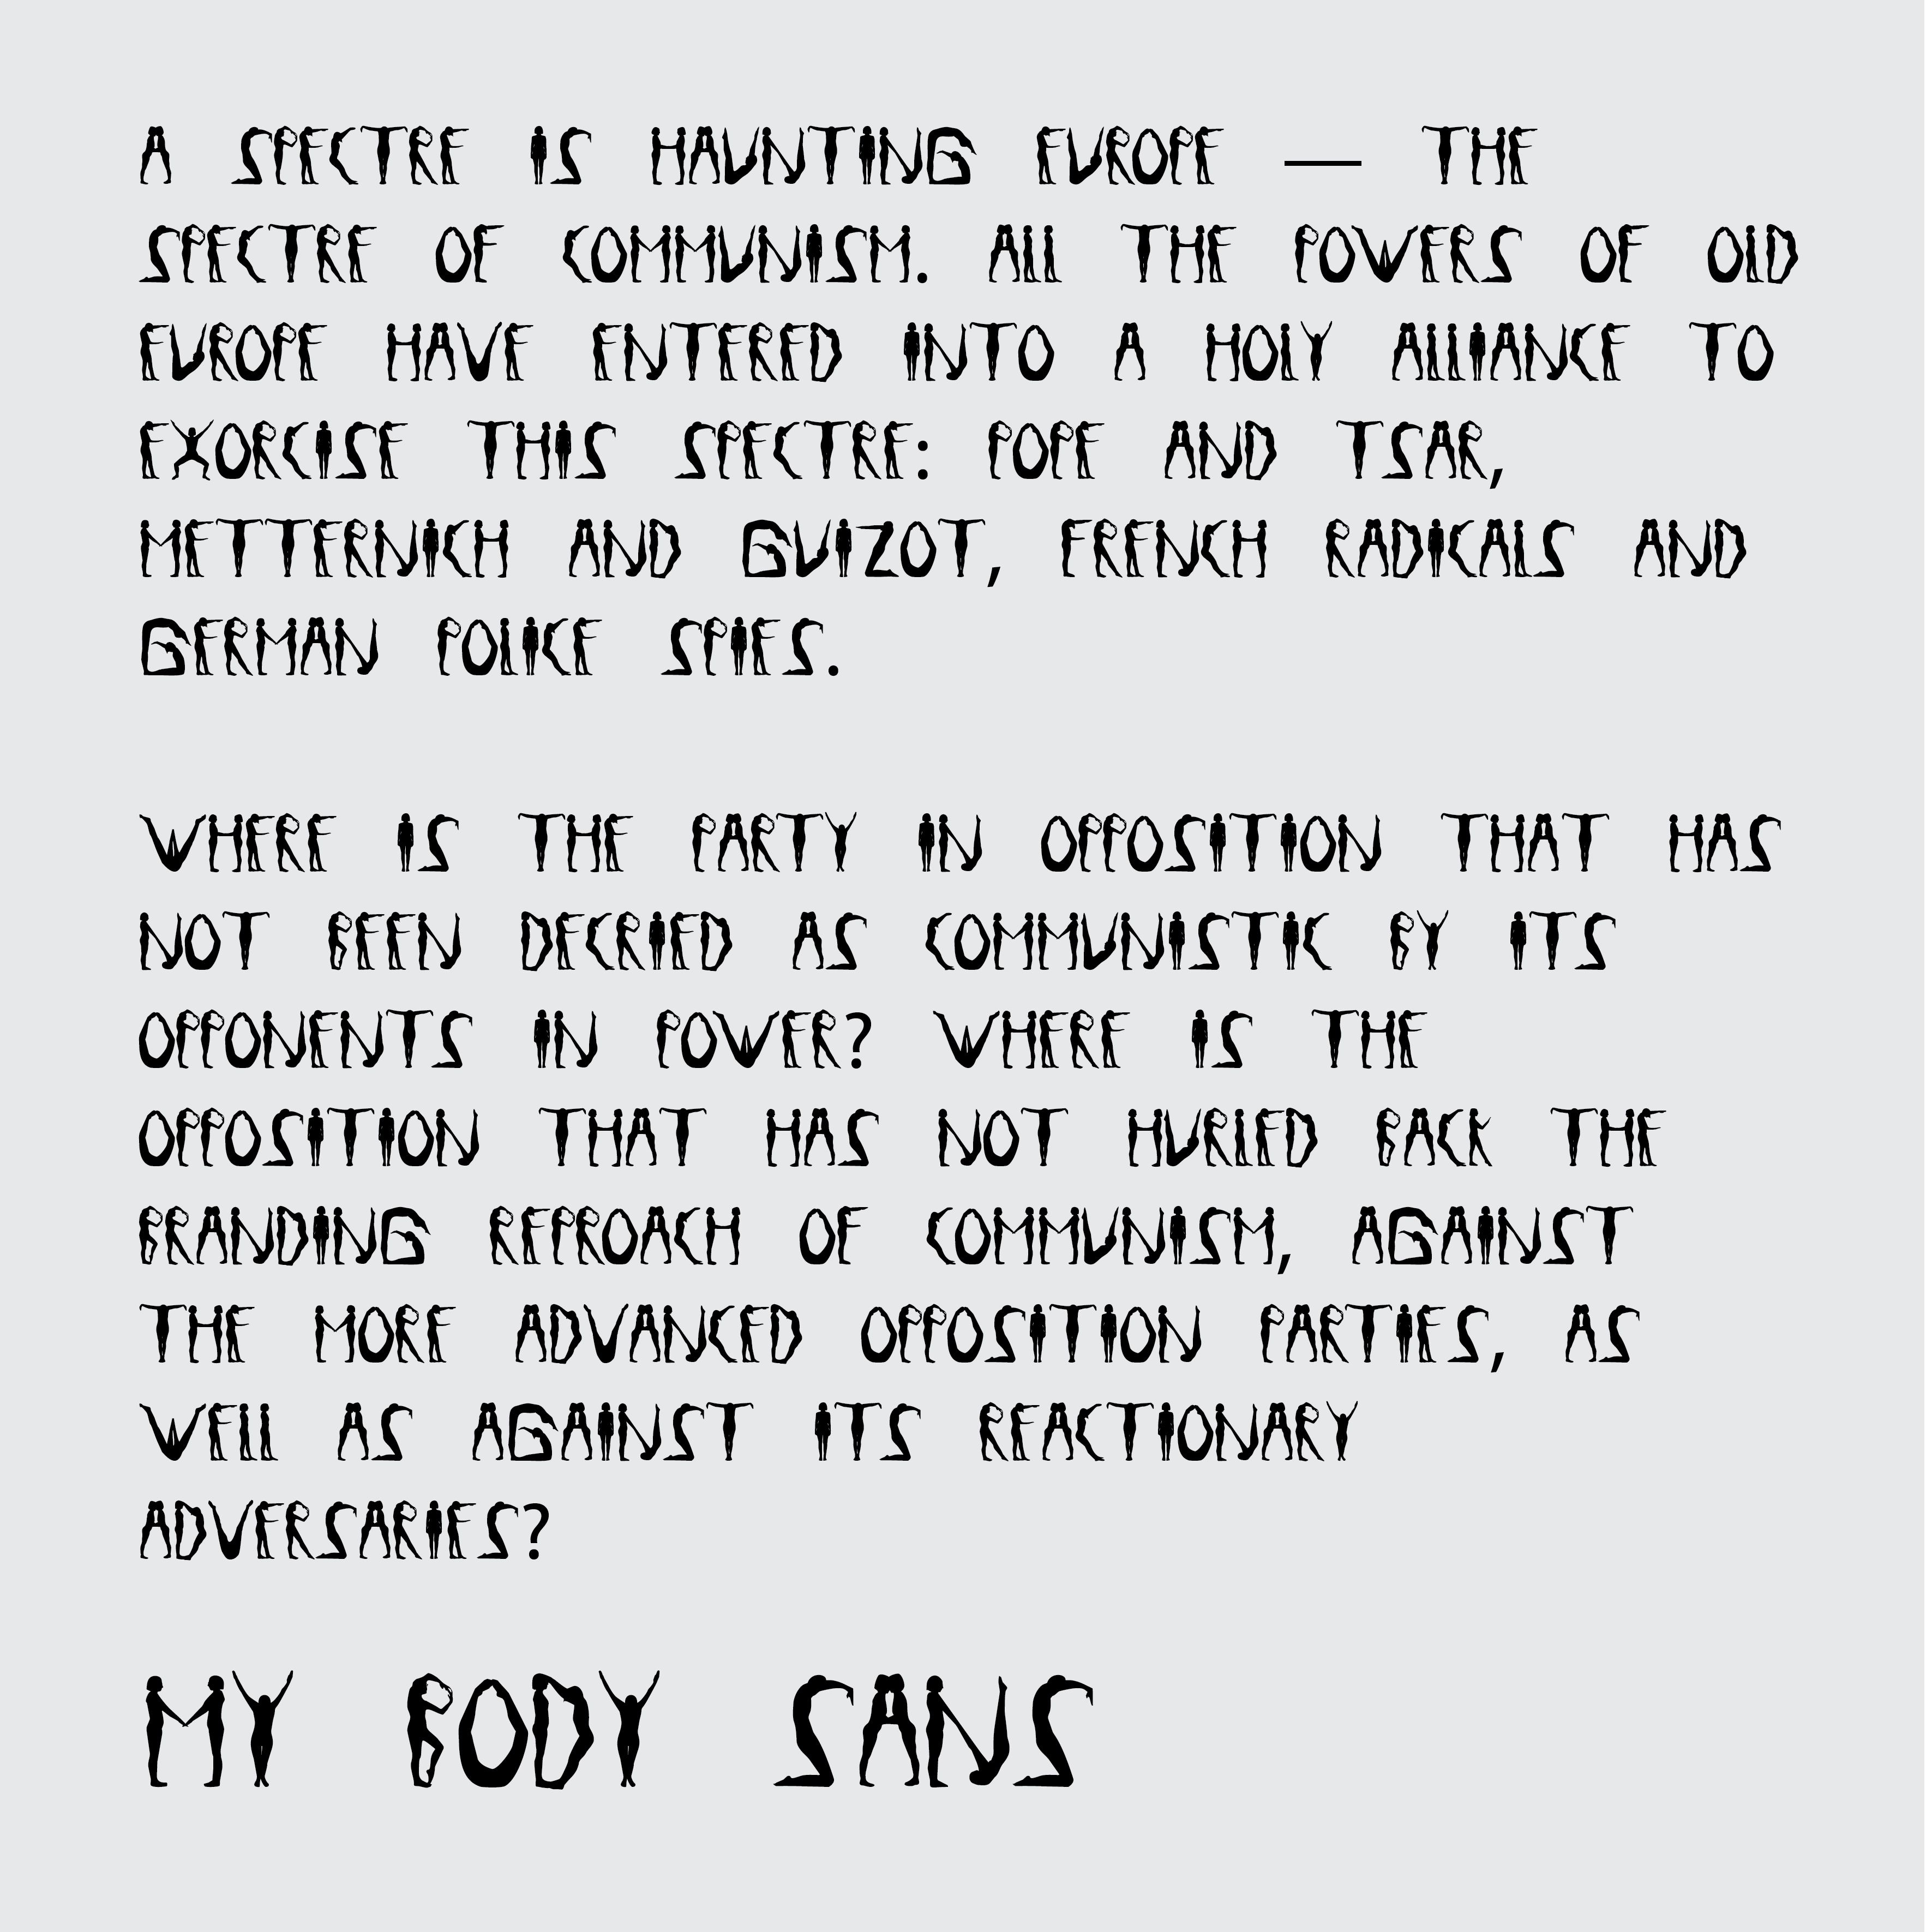 A SPECTRE IS HAUNTING EUROPE — THE
SPECTRE OF COMMUNISM. ALL THE POWERS OF OLD
EUROPE HAVE ENTERED INTO A HOLY ALLIANCE TO
EXORCISE THIS SPECTRE: POPE AND TSAR,
METTERNICH AND GUIZOT, FRENCH RADICALS AND
GERMAN POLICE SPIES.
WHERE IS THE PARTY IN OPPOSITION THAT HAS
NOT BEEN DECRIED AS COMMUNISTIC BY ITS
OPPONENTS IN POWER? WHERE IS THE
OPPOSITION THAT HAS NOT HURLED BACK THE
BRANDING REPROACH OF COMMUNISM, AGAINST
THE MORE ADVANCED OPPOSITION PARTIES, AS
WELL AS AGAINST ITS REACTIONARY
ADVERSARIES?
MY BODY SANS